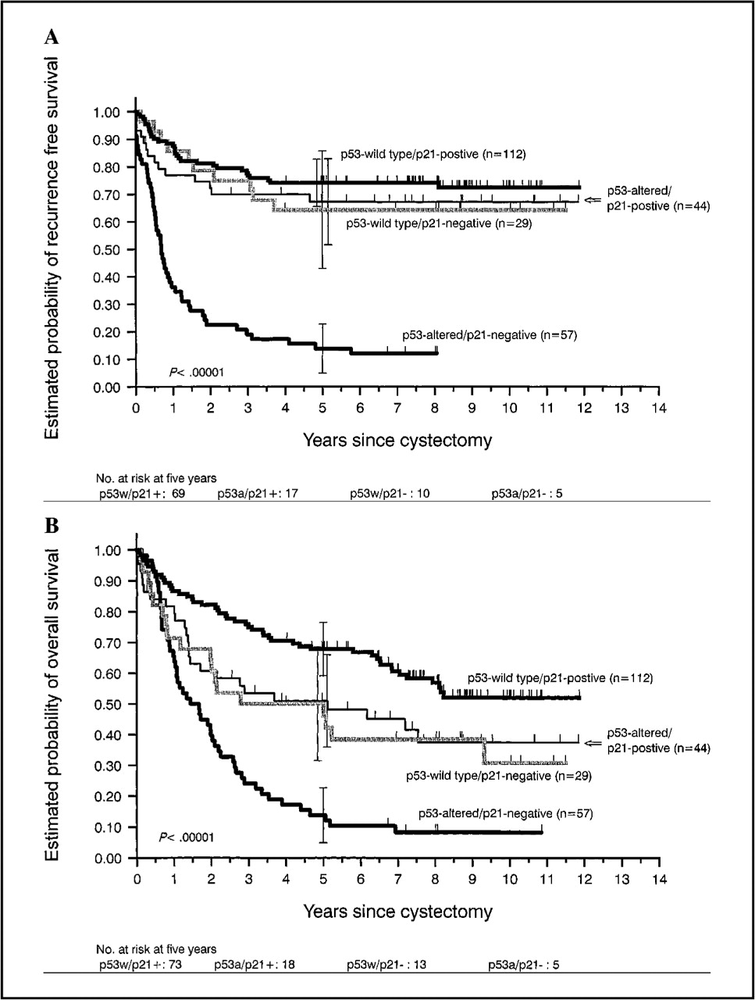 A
Estimated probability of recurrence free survival
1.00
0.90
0.80
0.70
0.60
0.50
0.40
0.30
0.20
0.10
0.00
p53-wild type/p21-postive (n=112)
p53-altered/
p21-postive (n=44)
p53-wild type/p21-negative (n=29)
p53-altered/p21-negative (n=57)
P< .00001
0 1 2 3 4 5 6 7 8 9 10 11 12 13 14
Years since cystectomy
No. at risk at five years
p53w/p21+: 69 p53a/p21+: 17 p53w/p21- : 10 p53a/p21- : 5
B
Estimated probability of overall survival
1.00
0.90
0.80
0.70
0.60
0.50
0.40
0.30
0.20
0.10
0.00
p53-wild type/p21-postive (n=112)
p53-altered/
p21-postive (n=44)
p53-wild type/p21-negative (n=29)
p53-altered/p21-negative (n=57)
P< .00001
0 1 2 3 4 5 6 7 8 9 10 11 12 13 14
Years since cystectomy
No. at risk at five years
p53w/p21+: 73 p53a/p21+: 18 p53w/p21- : 13 p53a/p21- : 5